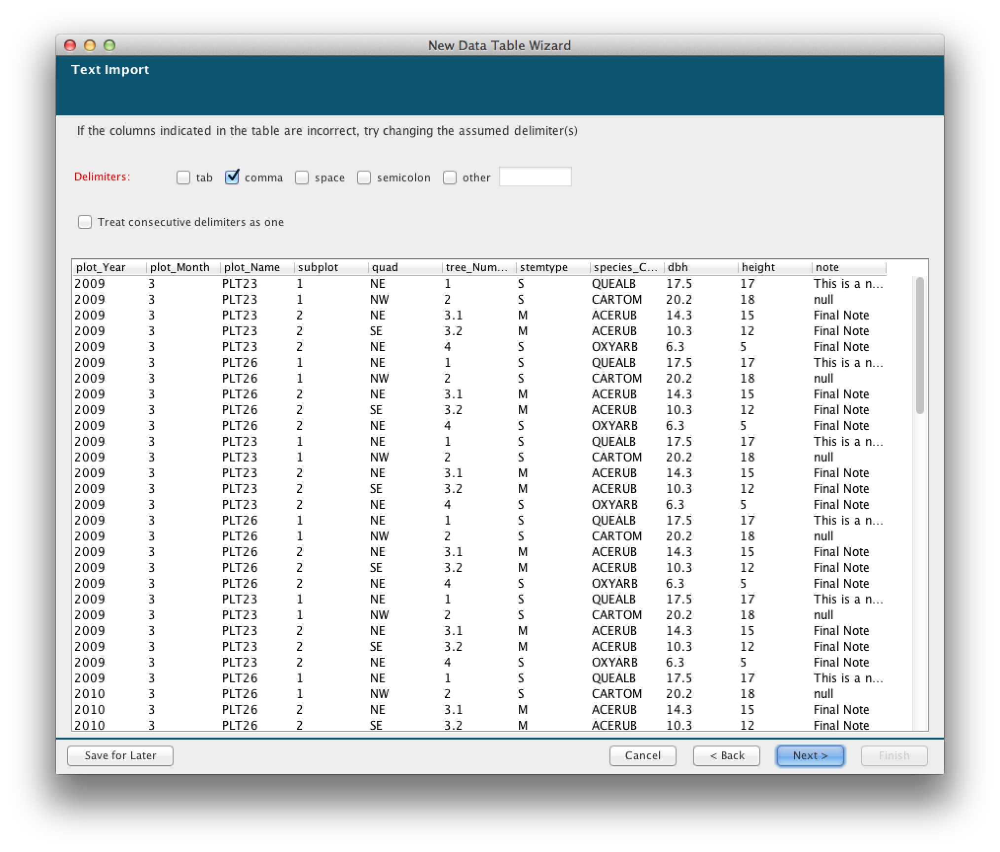 New Data Table Wizard
Text Import
If the columns indicated in the table are incorrect, try changing the assumed delimiter(s)
Delimiters: tab comma space semicolon other
Treat consecutive delimiters as one
plot_Year plot_Month plot_Name subplot quad tree_Num... stemtype species_C... dbh height note
2009 3 PLT23 1 NE 1 S QUEALB 17.5 17 This is a n...
2009 3 PLT23 1 NW 2 S CARTOM 20.2 18 null
2009 3 PLT23 2 NE 3.1 M ACERUB 14.3 15 Final Note
2009 3 PLT23 2 SE 3.2 M ACERUB 10.3 12 Final Note
2009 3 PLT23 2 NE 4 S OXYARB 6.3 5 Final Note
2009 3 PLT26 1 NE 1 S QUEALB 17.5 17 This is a n...
2009 3 PLT26 1 NW 2 S CARTOM 20.2 18 null
2009 3 PLT26 2 NE 3.1 M ACERUB 14.3 15 Final Note
2009 3 PLT26 2 SE 3.2 M ACERUB 10.3 12 Final Note
2009 3 PLT26 2 NE 4 S OXYARB 6.3 5 Final Note
2009 3 PLT23 1 NE 1 S QUEALB 17.5 17 This is a n...
2009 3 PLT23 1 NW 2 S CARTOM 20.2 18 null
2009 3 PLT23 2 NE 3.1 M ACERUB 14.3 15 Final Note
2009 3 PLT23 2 SE 3.2 M ACERUB 10.3 12 Final Note
2009 3 PLT23 2 NE 4 S OXYARB 6.3 5 Final Note
2009 3 PLT26 1 NE 1 S QUEALB 17.5 17 This is a n...
2009 3 PLT26 1 NW 2 S CARTOM 20.2 18 null
2009 3 PLT26 2 NE 3.1 M ACERUB 14.3 15 Final Note
2009 3 PLT26 2 SE 3.2 M ACERUB 10.3 12 Final Note
2009 3 PLT26 2 NE 4 S OXYARB 6.3 5 Final Note
2009 3 PLT23 1 NE 1 S QUEALB 17.5 17 This is a n...
2009 3 PLT23 1 NW 2 S CARTOM 20.2 18 null
2009 3 PLT23 2 NE 3.1 M ACERUB 14.3 15 Final Note
2009 3 PLT23 2 SE 3.2 M ACERUB 10.3 12 Final Note
2009 3 PLT23 2 NE 4 S OXYARB 6.3 5 Final Note
2009 3 PLT26 1 NE 1 S QUEALB 17.5 17 This is a n...
2010 3 PLT26 1 NW 2 S CARTOM 20.2 18 null
2010 3 PLT26 2 NE 3.1 M ACERUB 14.3 15 Final Note
2010 3 PLT26 2 SE 3.2 M ACERUB 10.3 12 Final Note
Save for Later Cancel < Back Next > Finish